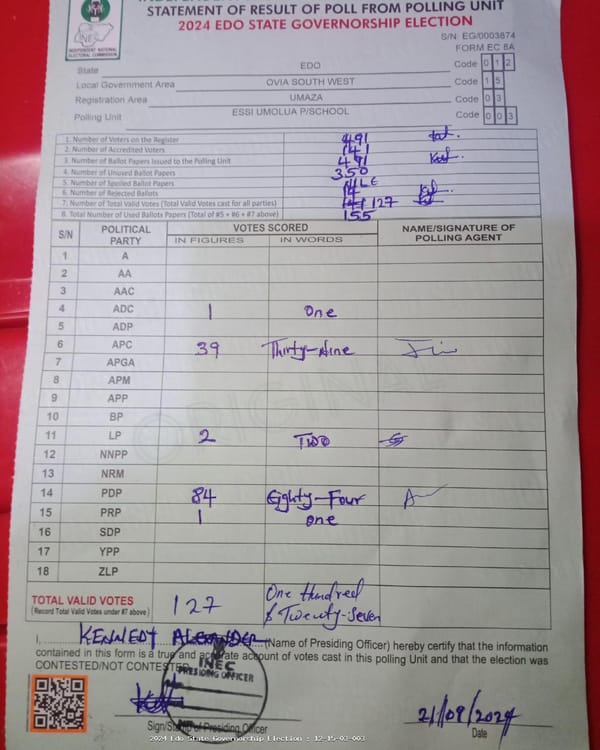 STATEMENT OF RESULT OF POLL FROM POLLING UNIT
2024 EDO STATE GOVERNORSHIP ELECTION
INEC
INDEPENDENT NATIONAL ELECTORAL COMMISSION
S/N: EG/0003674
FORM EC 8A
State EDO Code 0 1 2
Local Government Area OVIA SOUTH WEST Code 1 5
Registration Area UMAZA Code 0 3
Polling Unit ESSI UMOLUA P/SCHOOL Code 0 0 3
1. Number of Voters on the Register 491
2. Number of Accredited Voters 141
3. Number of Ballot Papers Issued to the Polling Unit 491
4. Number of Unused Ballot Papers 350
5. Number of Spoiled Ballot Papers
6. Number of Rejected Ballots 14
7. Number of Total Valid Votes (Total Valid Votes cast for all parties) 127
8. Total Number of Used Ballots Papers (Total of #5 + #6 + #7 above) 155
S/N POLITICAL PARTY VOTES SCORED NAME/SIGNATURE OF POLLING AGENT
IN FIGURES IN WORDS
1 A
2 AA
3 AAC
4 ADC 1 One
5 ADP
6 APC 39 Thirty-Nine
7 APGA
8 APM
9 APP
10 BP
11 LP 2 TWO
12 NNPP
13 NRM
14 PDP 84 Eighty-Four
15 PRP 1 One
16 SDP
17 YPP
18 ZLP
ORIGINAL
TOTAL VALID VOTES 127 One Hundred
(Record Total Valid Votes under #7 above) & Twenty-Seven
I, KENNEDY ALEXANDER (Name of Presiding Officer) hereby certify that the information
contained in this form is a true and accurate account of votes cast in this polling Unit and that the election was
CONTESTED/NOT CONTESTED
INEC
PRESIDING OFFICER
21/09/2024
Sign/Stamp of Presiding Officer Date
2024 Edo State Governorship Election : 12-15-03-003